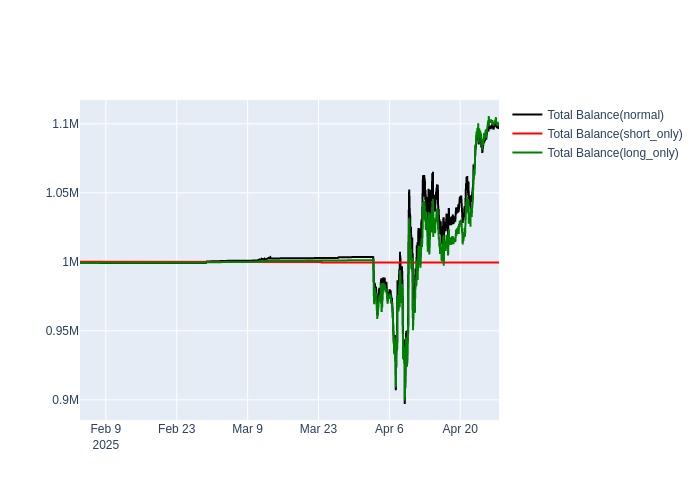 Total Balance(normal)
Total Balance(short_only)
Total Balance(long_only)
1.1M
1.05M
1M
0.95M
0.9M
Feb 9
2025
Feb 23
Mar 9
Mar 23
Apr 6
Apr 20